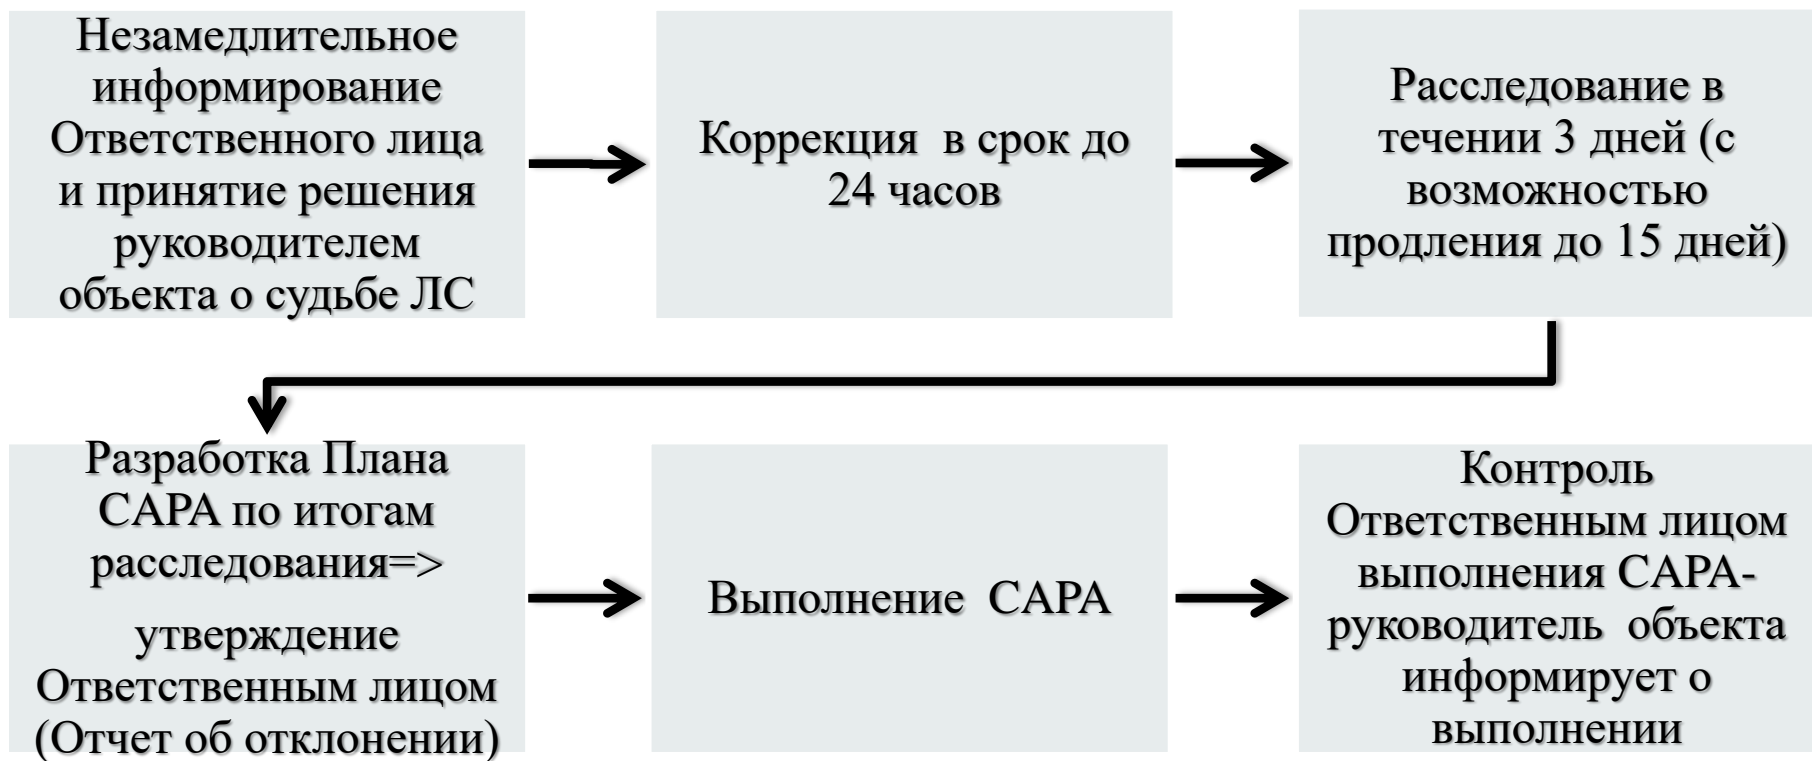 Незамедлительное
информирование
Ответственного лица
и принятие решения
руководителем
объекта о судьбе ЛС
Коррекция в срок до
24 часов
Расследование в
течении 3 дней (с
возможностью
продления до 15 дней)
Разработка Плана
САРА по итогам
расследования=>
утверждение
Ответственным лицом
(Отчет об отклонении)
Выполнение САРА
Контроль
Ответственным лицом
выполнения САРА-
руководитель объекта
информирует о
выполнении